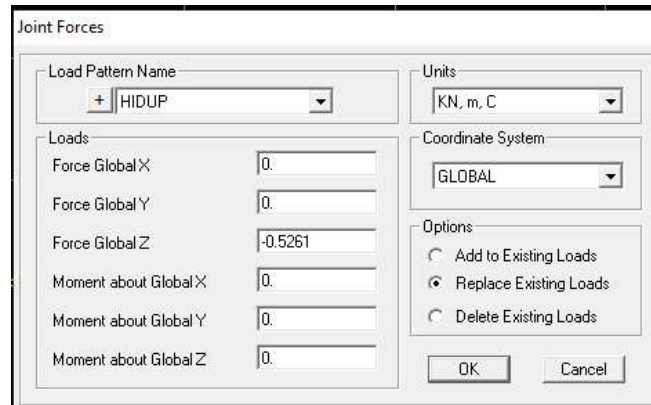 Joint Forces
Load Pattern Name
+ HIDUP
Units
KN, m, C
Loads
Force Global X 0.
Force Global Y 0.
Force Global Z -0.5261
Moment about Global X 0.
Moment about Global Y 0.
Moment about Global Z 0.
Coordinate System
GLOBAL
Options
Add to Existing Loads
Replace Existing Loads
Delete Existing Loads
OK Cancel